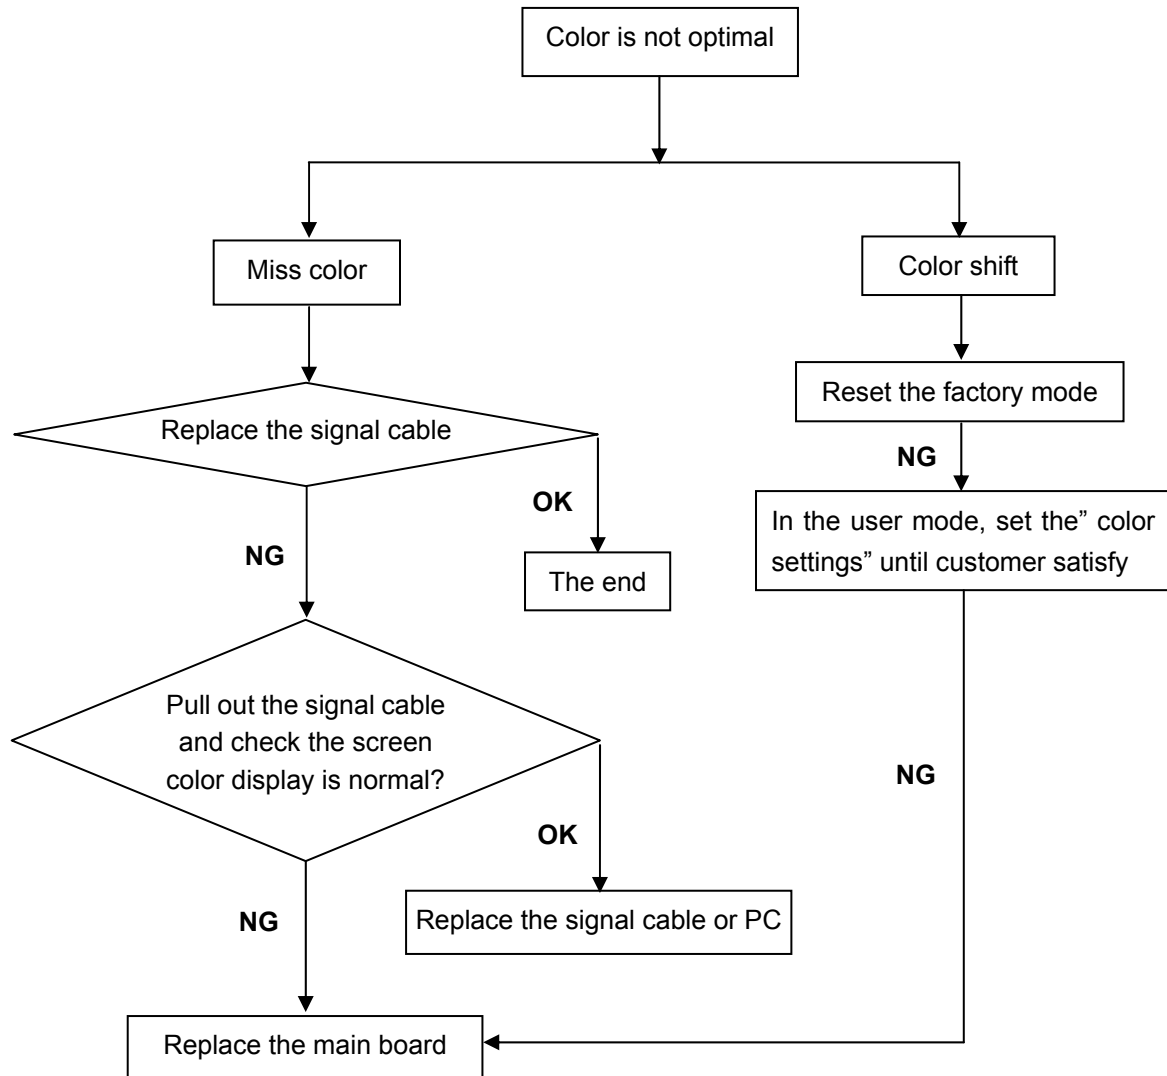 Color is not optimal
Miss color
Color shift
Reset the factory mode
Replace the signal cable
NG
In the user mode, set the” color
settings” until customer satisfy
OK
NG
The end
Pull out the signal cable
and check the screen
color display is normal?
NG
OK
Replace the signal cable or PC
NG
Replace the main board